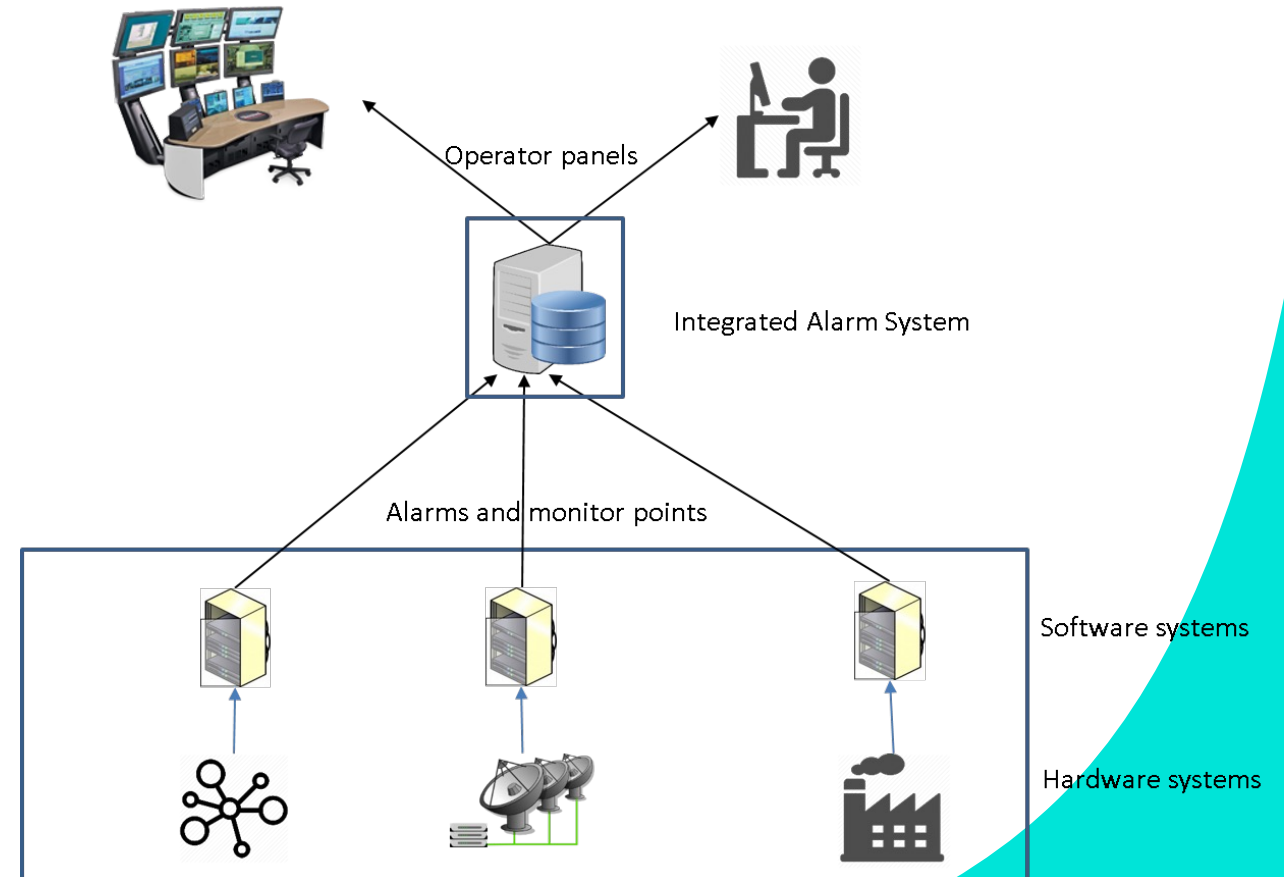 Operator panels
Integrated Alarm System
Alarms and monitor points
Software systems
Hardware systems